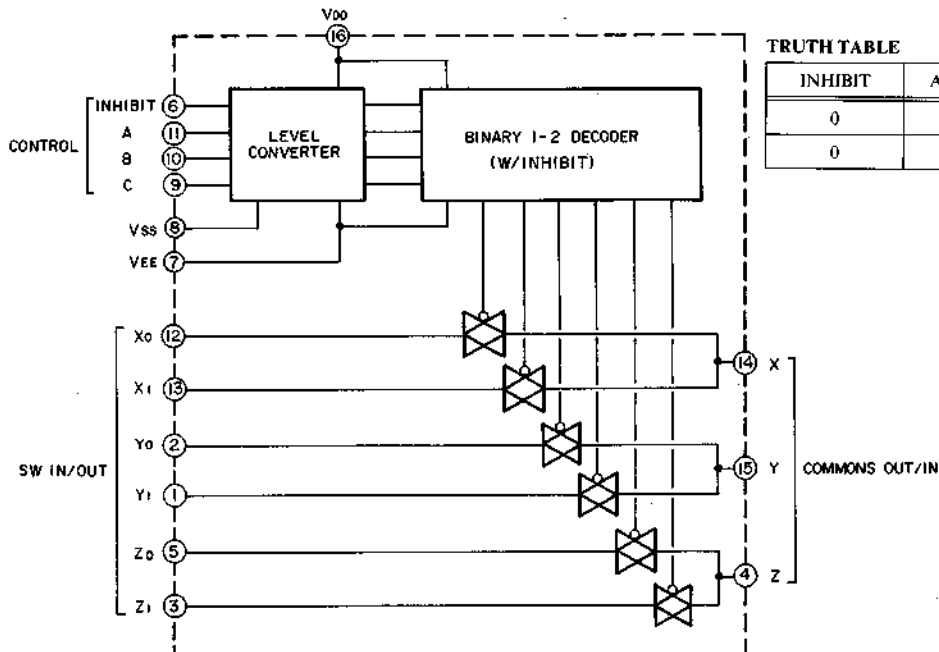 VDD
16
TRUTH TABLE
INHIBIT A
0
0
CONTROL
INHIBIT 6
A 11
B 10
C 9
LEVEL
CONVERTER
BINARY 1-2 DECODER
(W/INHIBIT)
VSS 8
VEE 7
SW IN/OUT
X0 12
X1 13
Y0 2
Y1 1
Z0 5
Z1 3
14 X
15 Y
4 Z
COMMONS OUT/IN